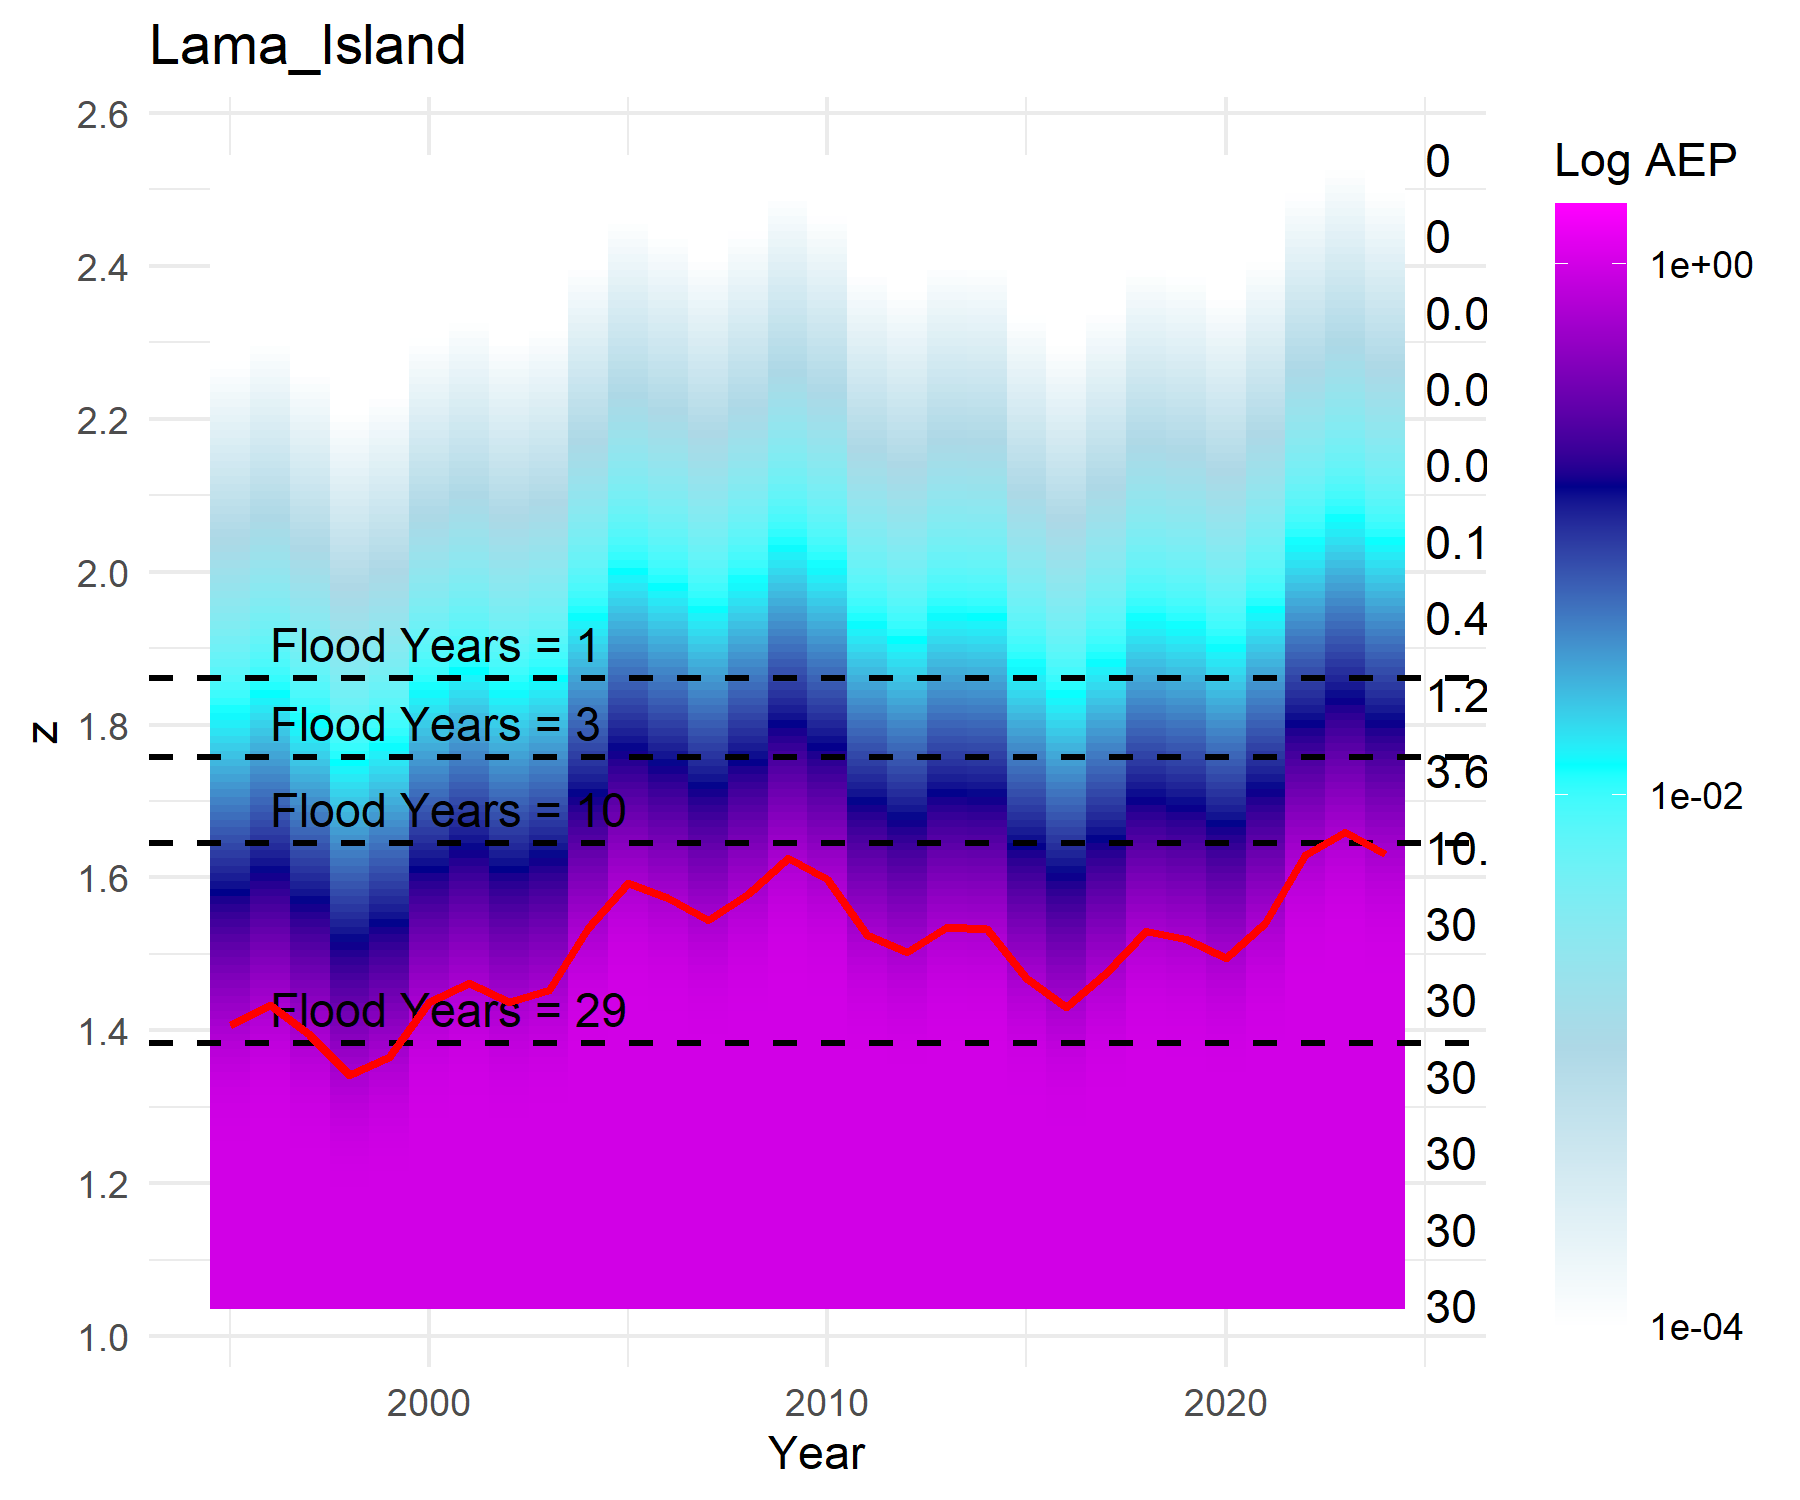 Lama_Island
2.6
2.4
2.2
2.0
1.8
1.6
1.4
1.2
1.0
z
Flood Years = 1
Flood Years = 3
Flood Years = 10
Flood Years = 29
0
0
0.0
0.0
0.0
0.1
0.4
1.2
3.6
10.
30
30
30
30
30
30
2000
2010
2020
Year
Log AEP
1e+00
1e-02
1e-04